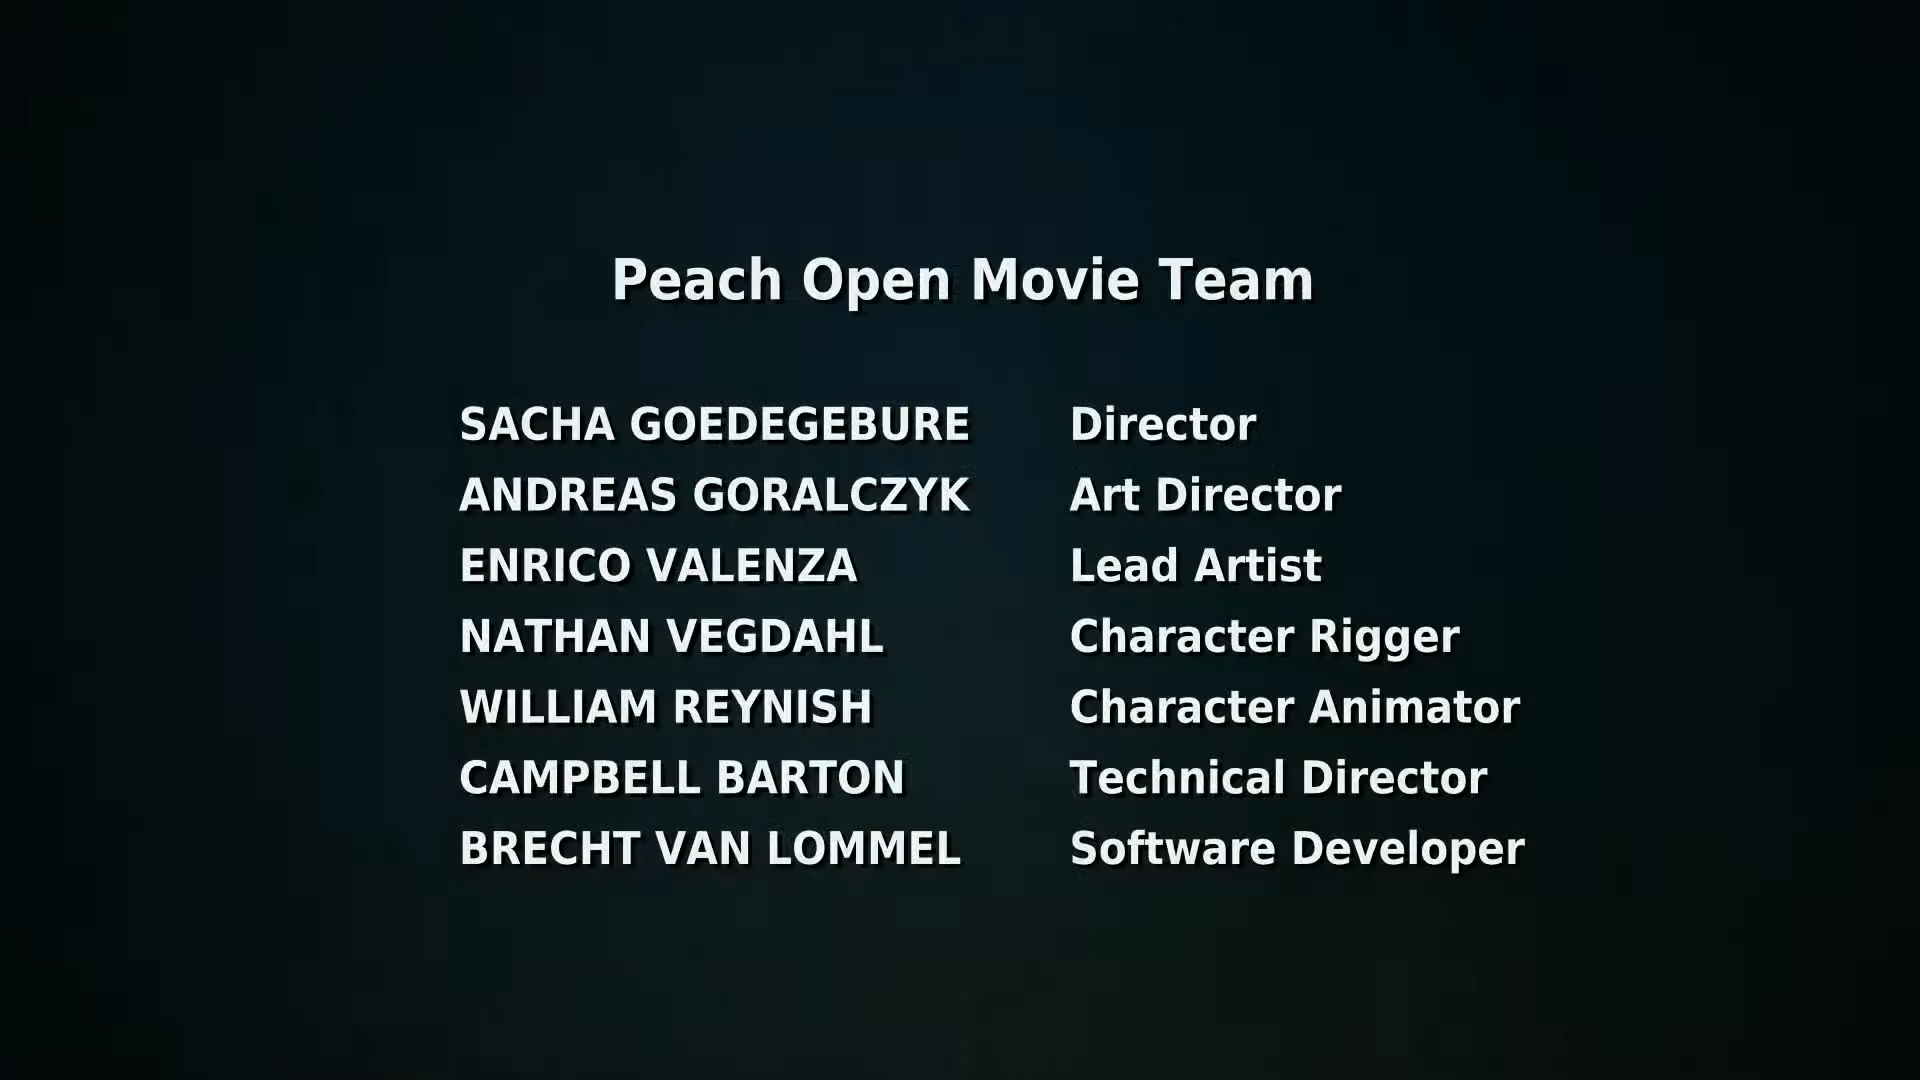 Peach Open Movie Team
SACHA GOEDEGEBURE Director
ANDREAS GORALCZYK Art Director
ENRICO VALENZA Lead Artist
NATHAN VEGDAHL Character Rigger
WILLIAM REYNISH Character Animator
CAMPBELL BARTON Technical Director
BRECHT VAN LOMMEL Software Developer